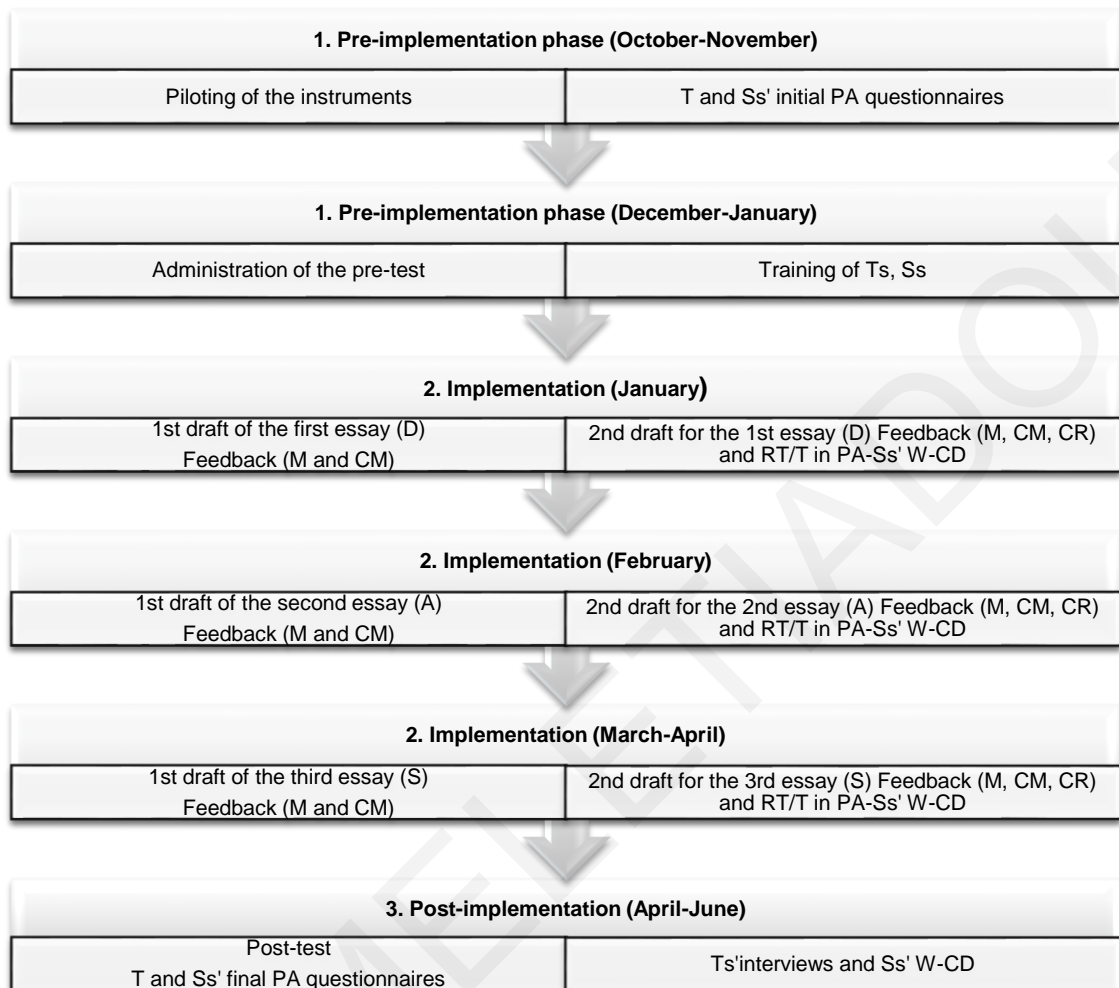 1. Pre-implementation phase (October-November)
Piloting of the instruments
T and Ss' initial PA questionnaires
1. Pre-implementation phase (December-January)
Administration of the pre-test
Training of Ts, Ss
2. Implementation (January)
1st draft of the first essay (D)
Feedback (M and CM)
2nd draft for the 1st essay (D) Feedback (M, CM, CR)
and RT/T in PA-Ss' W-CD
2. Implementation (February)
1st draft of the second essay (A)
Feedback (M and CM)
2nd draft for the 2nd essay (A) Feedback (M, CM, CR)
and RT/T in PA-Ss' W-CD
2. Implementation (March-April)
1st draft of the third essay (S)
Feedback (M and CM)
2nd draft for the 3rd essay (S) Feedback (M, CM, CR)
and RT/T in PA-Ss' W-CD
3. Post-implementation (April-June)
Post-test
T and Ss' final PA questionnaires
Ts'interviews and Ss' W-CD